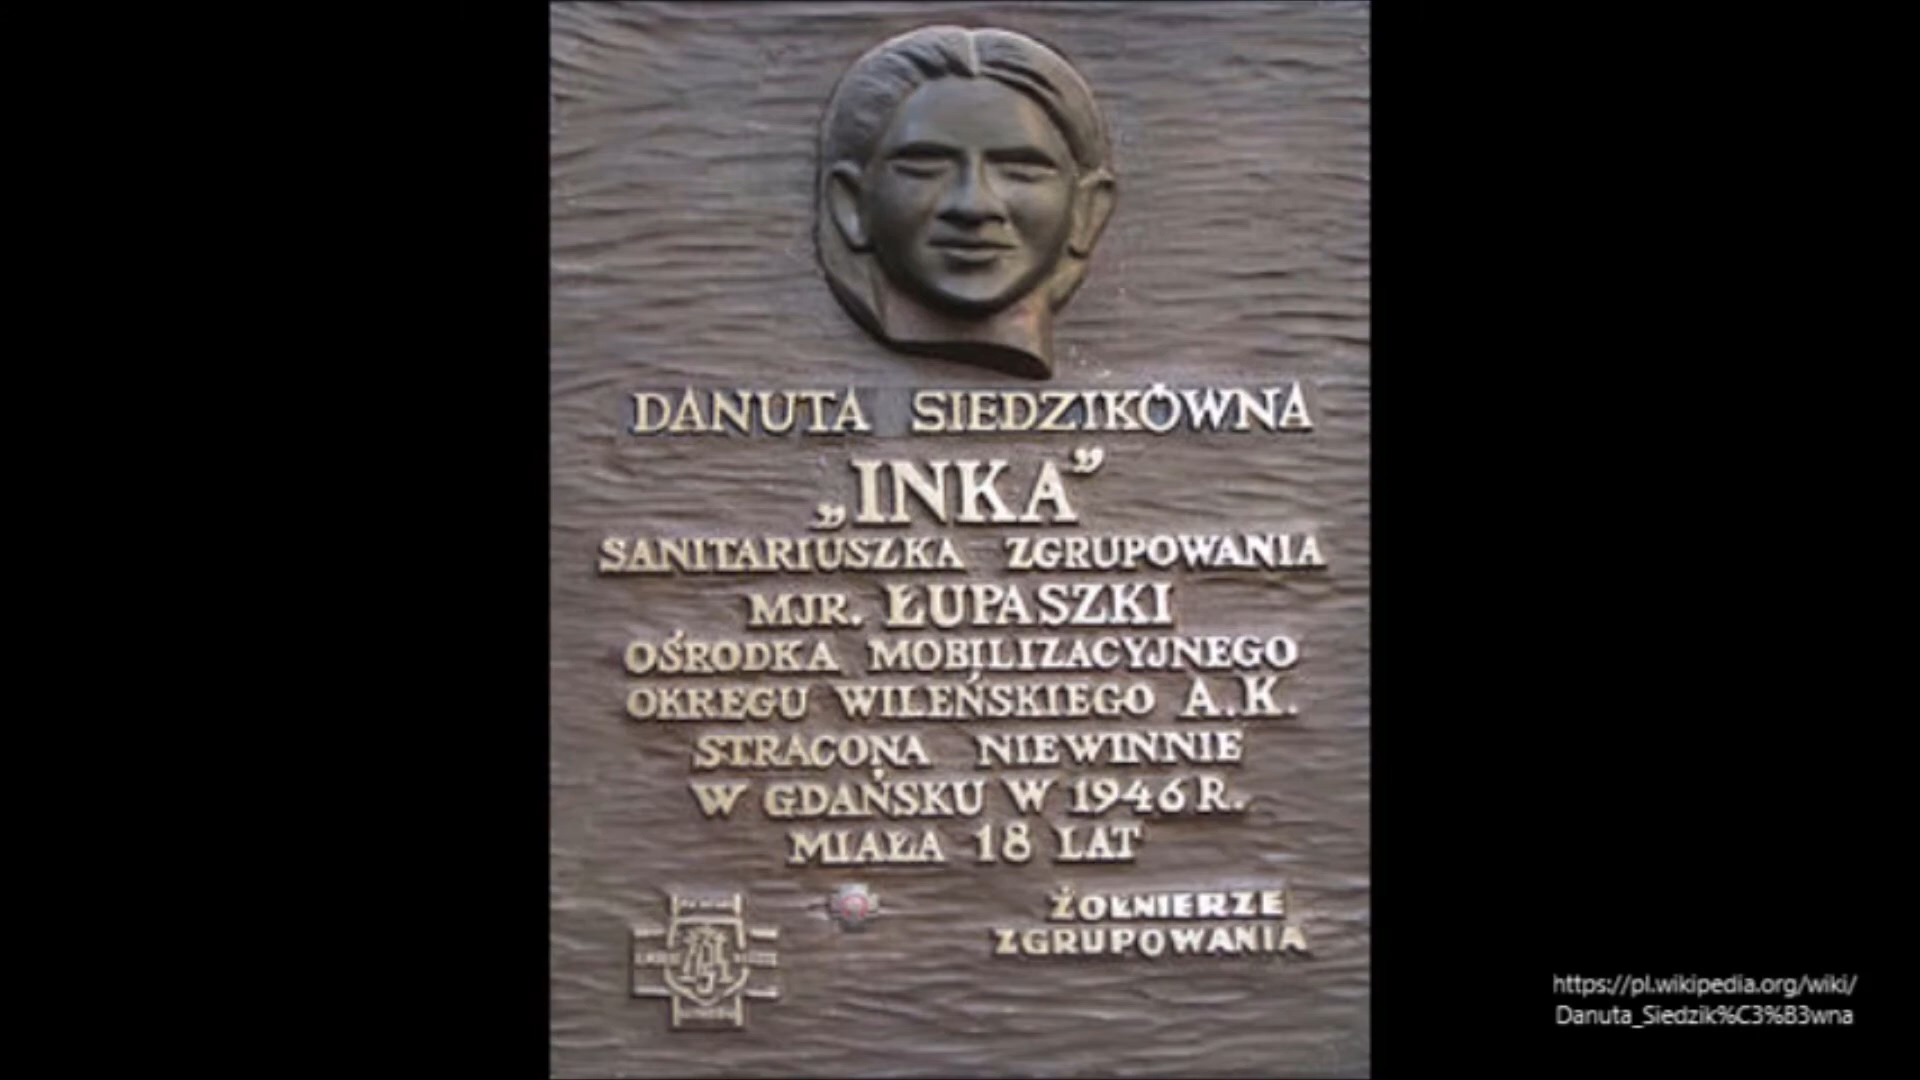 DANUTA SIEDZIKÓWNA
„INKA”
SANITARIUSZKA ZGRUPOWANIA
MJR. ŁUPASZKI
OŚRODKA MOBILIZACYJNEGO
OKRĘGU WILEŃSKIEGO A.K.
STRACONA NIEWINNIE
W GDAŃSKU W 1946 R.
MIAŁA 18 LAT
ŻOŁNIERZE
ZGRUPOWANIA
https://pl.wikipedia.org/wiki/
Danuta_Siedzik%C3%B3wna